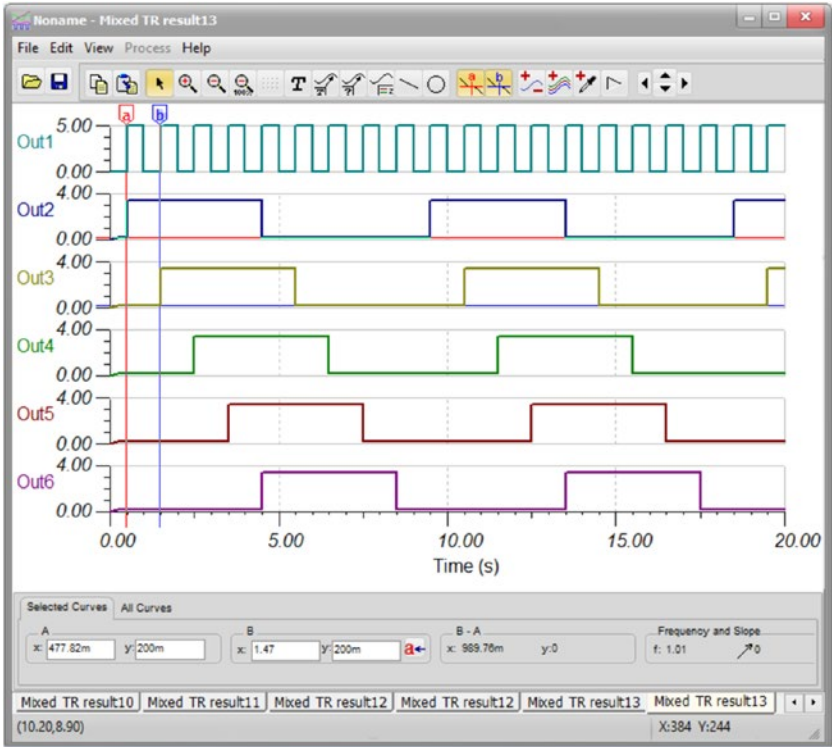 Noname - Mixed TR result13
File Edit View Process Help
a b
5.00
Out1
0.00
4.00
Out2
0.00
4.00
Out3
0.00
4.00
Out4
0.00
4.00
Out5
0.00
4.00
Out6
0.00
0.00 5.00 10.00 15.00 20.00
Time (s)
Selected Curves All Curves
A B B - A Frequency and Slope
x: 477.82m y: 200m x: 1.47 y: 200m a x: 989.76m y:0 f: 1.01 0
Mixed TR result10 Mixed TR result11 Mixed TR result12 Mixed TR result12 Mixed TR result13 Mixed TR result13
(10.20,8.90) X:384 Y:244